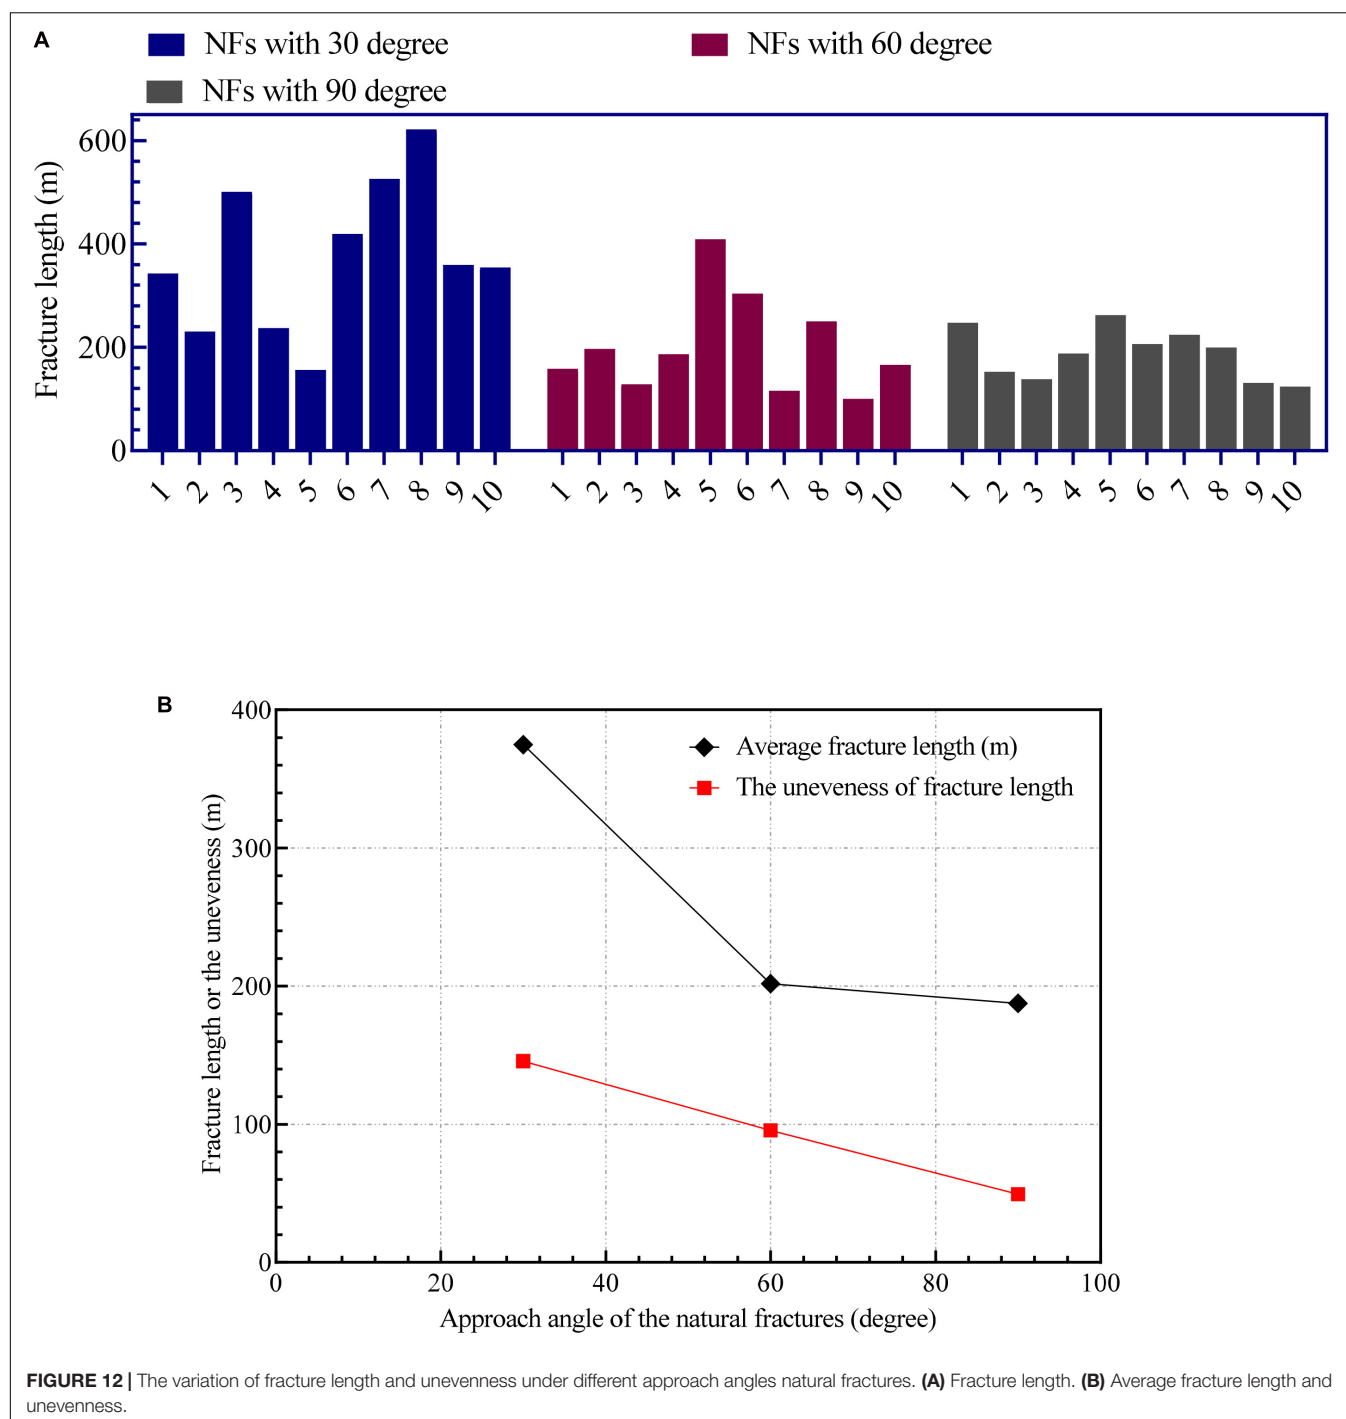 A
NFs with 30 degree
NFs with 60 degree
NFs with 90 degree
Fracture length (m)
600
400
200
0
1 2 3 4 5 6 7 8 9 10 1 2 3 4 5 6 7 8 9 10 1 2 3 4 5 6 7 8 9 10
B
Average fracture length (m)
The uneveness of fracture length
Fracture length or the uneveness (m)
400
300
200
100
0
0 20 40 60 80 100
Approach angle of the natural fractures (degree)
FIGURE 12 | The variation of fracture length and unevenness under different approach angles natural fractures. (A) Fracture length. (B) Average fracture length and
unevenness.